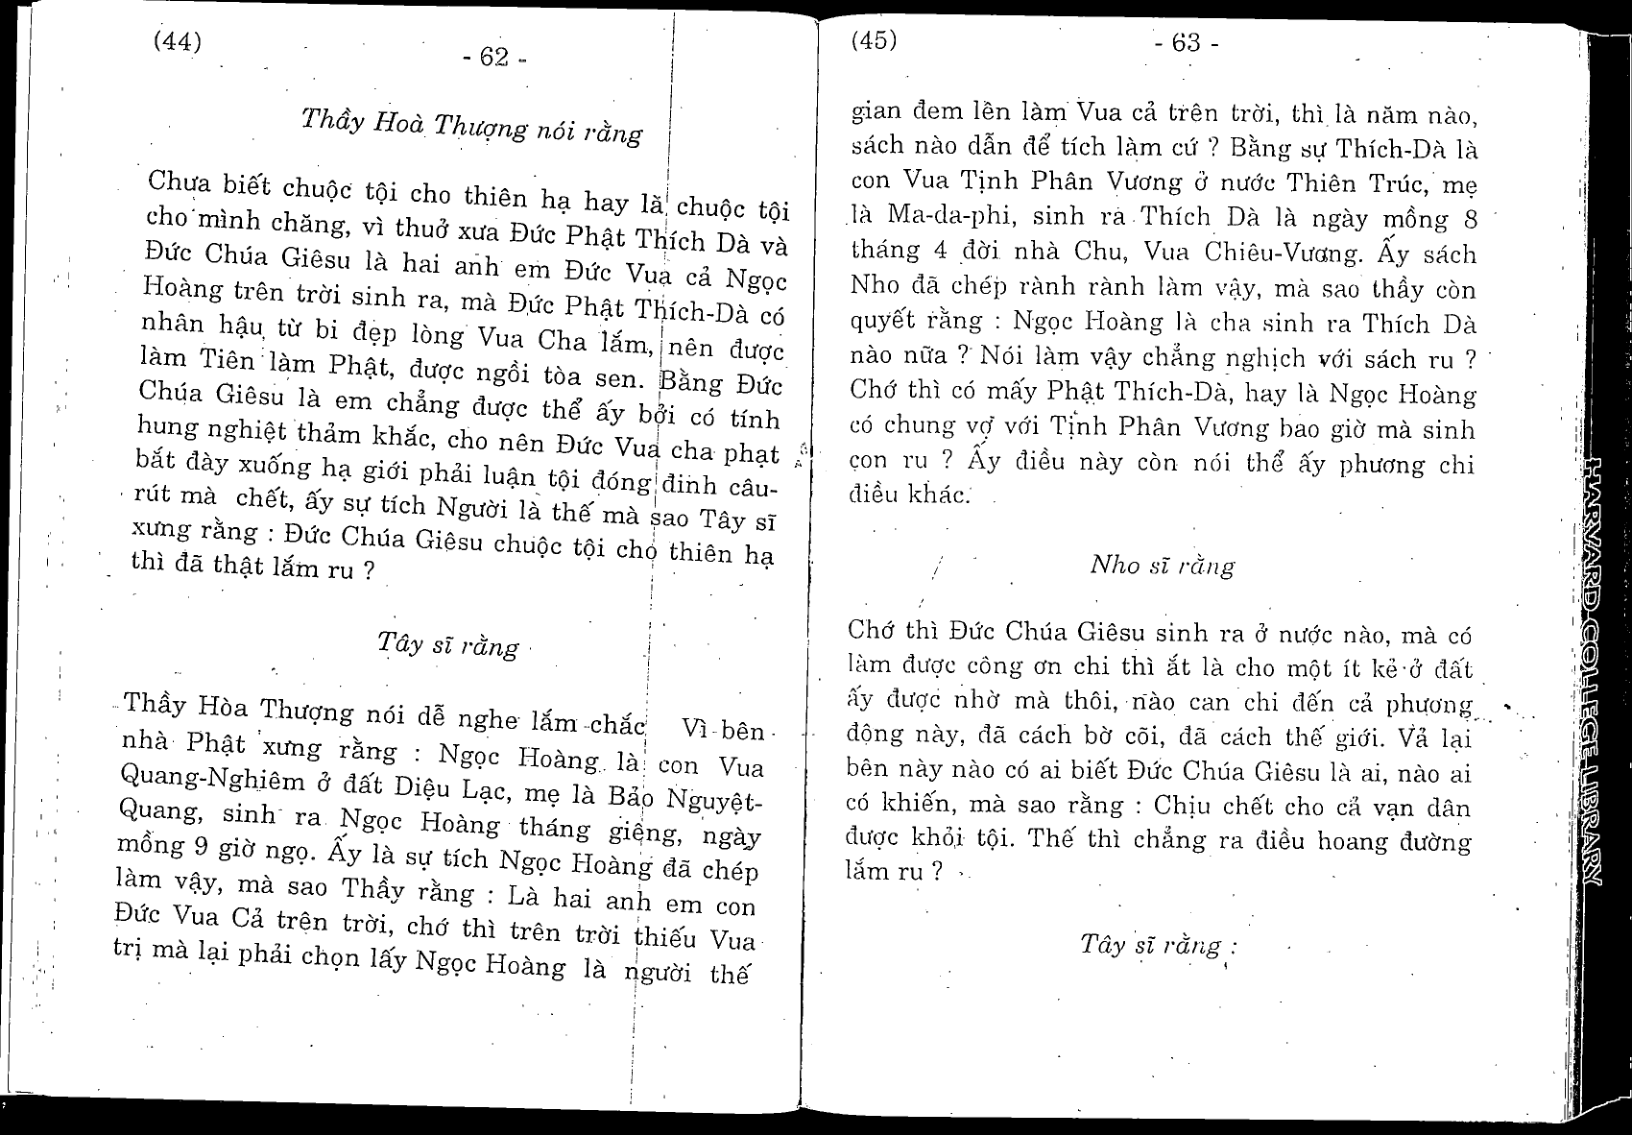 (44)
- 62 -
Thầy Hoà Thượng nói rằng
Chưa biết chuộc tội cho thiên hạ hay lã chuộc tội
cho mình chăng, vì thuở xưa Đức Phật Thích Dà và
Đức Chúa Giêsu là hai anh em Đức Vua cả Ngọc
Hoàng trên trời sinh ra, mà Đức Phật Thích-Dà có
nhân hậu từ bi đẹp lòng Vua Cha lắm, nên được
làm Tiên làm Phật, được ngồi tòa sen. Bằng Đức
Chúa Giêsu là em chẳng được thể ấy bởi có tính
hung nghiệt thảm khắc, cho nên Đức Vua cha phạt
bắt đày xuống hạ giới phải luận tội đóng đinh câu-
rút mà chết, ấy sự tích Người là thế mà sao Tây sĩ
xưng rằng : Đức Chúa Giêsu chuộc tội cho thiên hạ
thì đã thật lắm ru ?
Tây sĩ rằng
Thầy Hòa Thượng nói dễ nghe lắm chắc Vì bên
nhà Phật xưng rằng : Ngọc Hoàng là con Vua
Quang-Nghiêm ở đất Diệu Lạc, mẹ là Bảo Nguyệt-
Quang, sinh ra Ngọc Hoàng tháng giêng, ngày
mồng 9 giờ ngọ. Ấy là sự tích Ngọc Hoàng đã chép
làm vậy, mà sao Thầy rằng : Là hai anh em con
Đức Vua Cả trên trời, chớ thì trên trời thiếu Vua
trị mà lại phải chọn lấy Ngọc Hoàng là người thế
(45)
- 63 -
gian đem lên làm Vua cả trên trời, thì là năm nào,
sách nào dẫn để tích làm cứ ? Bằng sự Thích-Dà là
con Vua Tịnh Phân Vương ở nước Thiên Trúc, mẹ
là Ma-da-phi, sinh ra Thích Dà là ngày mồng 8
tháng 4 đời nhà Chu, Vua Chiêu-Vương. Ấy sách
Nho đã chép rành rành làm vậy, mà sao thầy còn
quyết rằng : Ngọc Hoàng là cha sinh ra Thích Dà
nào nữa ? Nói làm vậy chẳng nghịch với sách ru ?
Chớ thì có mấy Phật Thích-Dà, hay là Ngọc Hoàng
có chung vợ với Tịnh Phân Vương bao giờ mà sinh
con ru ? Ấy điều này còn nói thể ấy phương chi
điều khác.
Nho sĩ rằng
Chớ thì Đức Chúa Giêsu sinh ra ở nước nào, mà có
làm được công ơn chi thì ắt là cho một ít kẻ ở đất
ấy được nhờ mà thôi, nào can chi đến cả phương
động này, đã cách bờ cõi, đã cách thế giới. Vả lại
bên này nào có ai biết Đức Chúa Giêsu là ai, nào ai
có khiến, mà sao rằng : Chịu chết cho cả vạn dân
được khỏi tội. Thế thì chẳng ra điều hoang đường
lắm ru ?
Tây sĩ rằng :
HARVARD COLLEGE LIBRARY